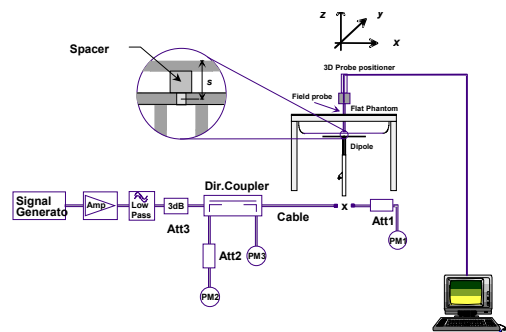 z
y
x
Spacer
s
3D Probe positioner
Field probe
Flat Phantom
Dipole
Dir.Coupler
Signal
Generato
Amp
Low
Pass
3dB
Cable
x
Att3
Att1
Att2
PM3
PM1
PM2